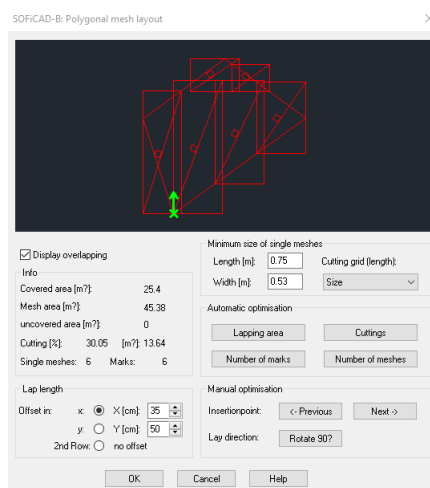 SOFiCAD-B: Polygonal mesh layout
Display overlapping
Info
Covered area [m?]: 25.4
Mesh area [m?]: 45.38
uncovered area [m?]: 0
Cutting [%]: 30.05 [m?]: 13.64
Single meshes: 6 Marks: 6
Minimum size of single meshes
Length [m]: 0.75 Cutting grid (length):
Width [m]: 0.53 Size
Automatic optimisation
Lapping area Cuttings
Number of marks Number of meshes
Lap length
Offset in: x: X [cm]: 35
y: Y [cm]: 50
2nd Row: no offset
Manual optimisation
Insertionpoint: <- Previous Next ->
Lay direction: Rotate 90?
OK Cancel Help